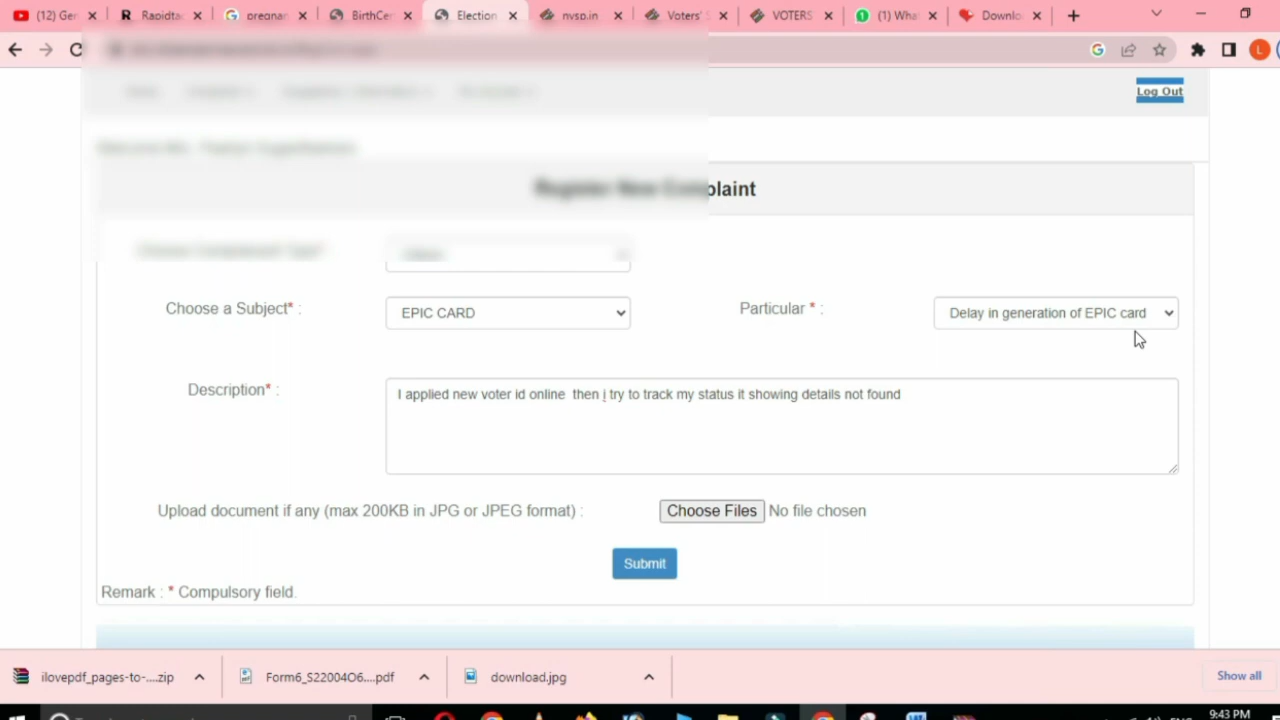 (12) Ger
Rapidta
pregnan
BirthCer
Election
nvsp.in
Voters'
VOTERS
(1) Wha
Downlo
L
Log Out
plaint
Choose a Subject* :
EPIC CARD
Particular * :
Delay in generation of EPIC card
Description* :
I applied new voter id online then i try to track my status it showing details not found
Upload document if any (max 200KB in JPG or JPEG format) :
Choose Files No file chosen
Submit
Remark : * Compulsory field.
ilovepdf_pages-to-....zip
Form6_S22004O6....pdf
download.jpg
Show all
9:43 PM